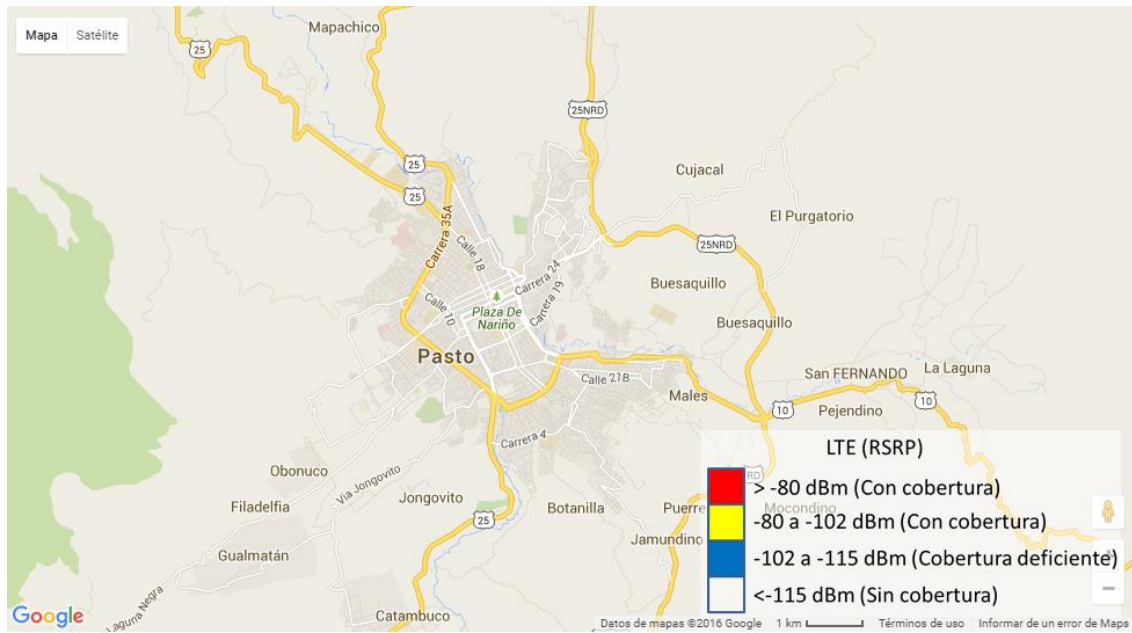 Mapa Satélite
Mapachico
25
25NRD
25
25
Cujacal
El Purgatorio
Carrera 35A
Calle 18
25NRD
Carrera 24
Carrera 19
Buesaquillo
Calle 10
Plaza De
Nariño
Buesaquillo
Pasto
San FERNANDO
La Laguna
Calle 21B
Males
10
10
Pejendino
Carrera 4
LTE (RSRP)
Obonuco
Via Jongovito
RD
> -80 dBm (Con cobertura)
Filadelfia
Jongovito
25
Botanilla
Puerre
Mocondino
-80 a -102 dBm (Con cobertura)
Jamundino
Gualmatán
-102 a -115 dBm (Cobertura deficiente)
Laguna Negra
<-115 dBm (Sin cobertura)
Catambuco
Google
Datos de mapas ©2016 Google 1 km Términos de uso Informar de un error de Maps